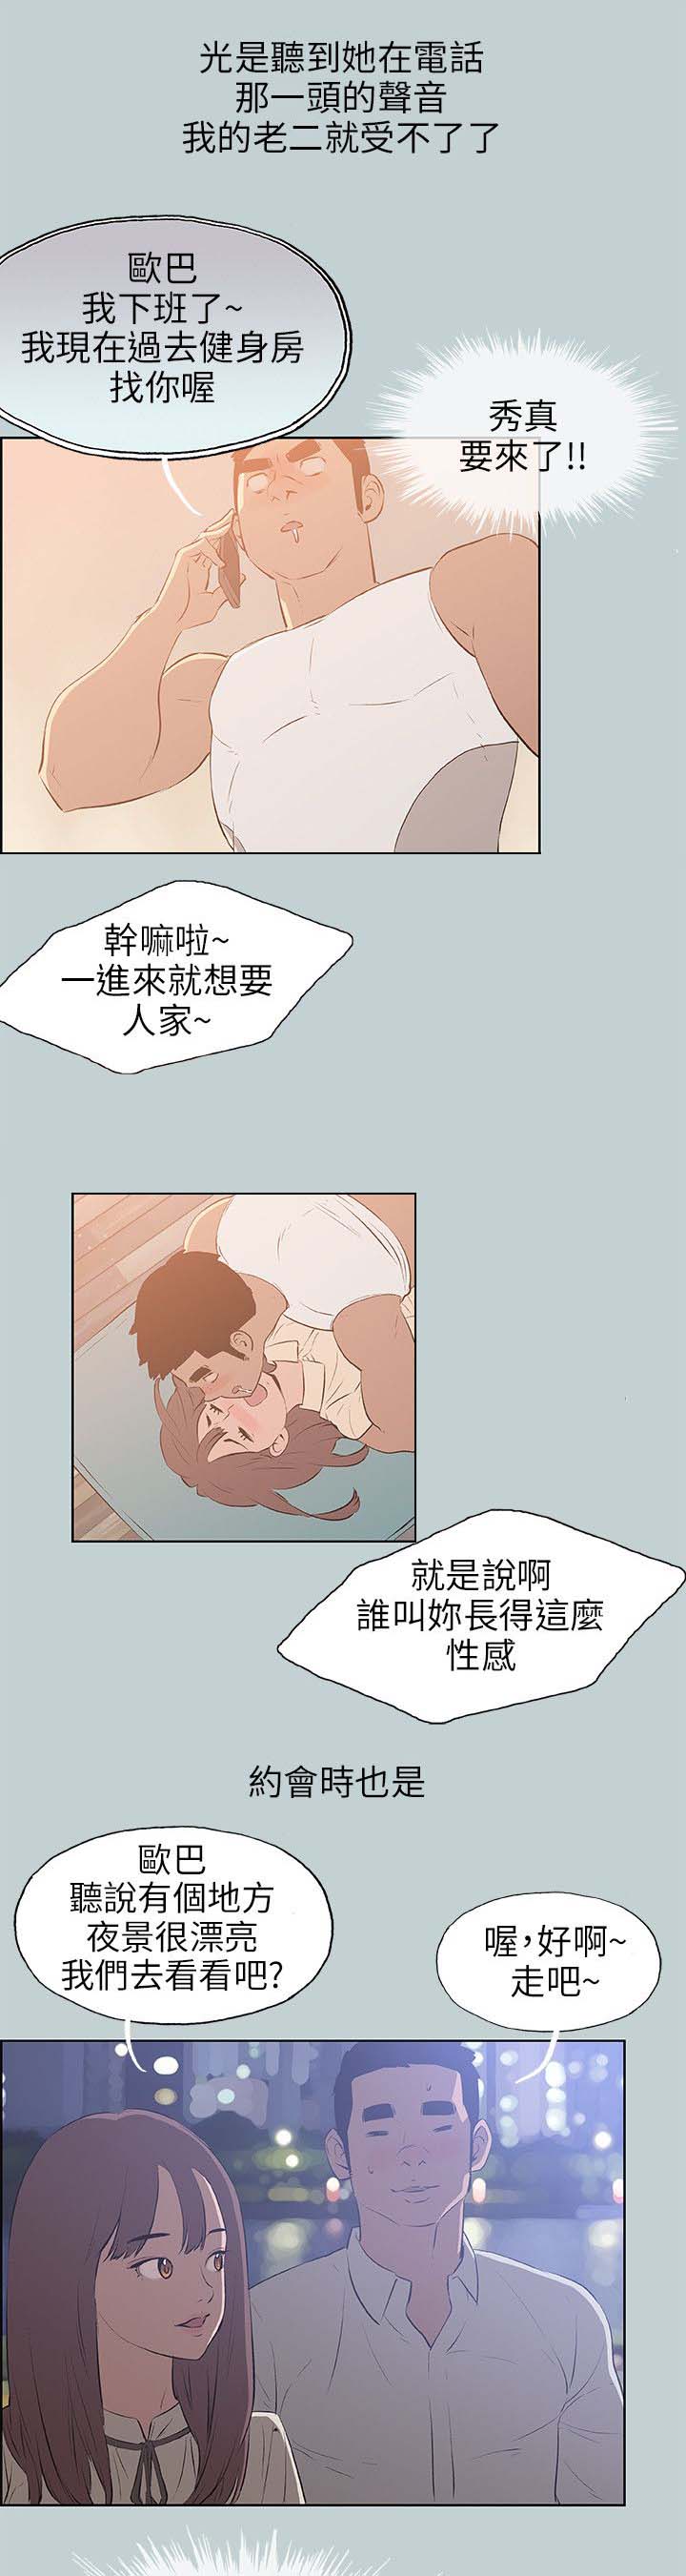 光是聽到她在電話
那一頭的聲音
我的老二就受不了了
歐巴
我下班了~
我現在過去健身房
找你喔
秀真
要來了!!
幹嘛啦~
一進來就想要
人家~
就是說啊
誰叫妳長得這麼
性感
約會時也是
歐巴
聽說有個地方
夜景很漂亮
我們去看看吧?
喔，好啊~
走吧~